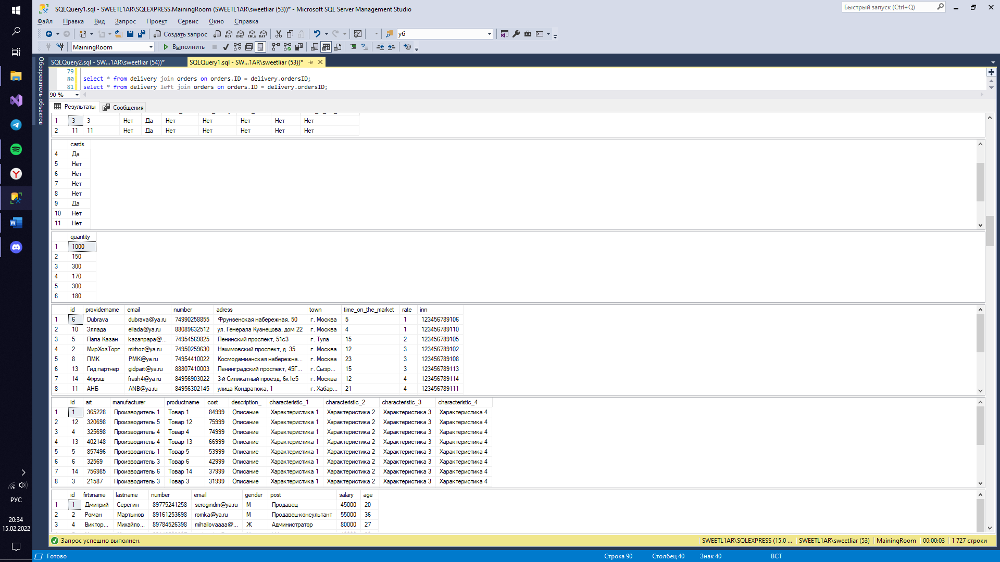 SQLQuery1.sql - SWEETL1AR\SQLEXPRESS.MainingRoom (SWEETL1AR\sweetliar (53))* - Microsoft SQL Server Management Studio
Быстрый запуск (Ctrl+Q)
Файл Правка Вид Запрос Проект Сервис Окно Справка
Создать запрос MDX DMX XMLA DAX у6
MainingRoom Выполнить
Обозреватель объектов
SQLQuery2.sql - SW...1AR\sweetliar (54))* SQLQuery1.sql - SW...1AR\sweetliar (53))*
79
80 select * from delivery join orders on orders.ID = delivery.ordersID;
81 select * from delivery left join orders on orders.ID = delivery.ordersID;
90 %
Результаты Сообщения
1 3 3 Нет Да Нет Нет Нет Нет Нет
2 11 11 Нет Да Нет Нет Нет Нет Нет
cards
4 Да
5 Нет
6 Нет
7 Нет
8 Нет
9 Да
10 Нет
11 Нет
quantity
1 1000
2 150
3 300
4 170
5 300
6 180
id providername email number adress town time_on_the_market rate inn
1 6 Dubrava dubrava@ya.ru 74990258855 Фрунзенская набережная, 50 г. Москва 5 1 123456789106
2 10 Эллада ellada@ya.ru 88089632512 ул. Генерала Кузнецова, дом 22 г. Москва 4 1 123456789110
3 5 Папа Казан kazanpapa@... 74954569825 Ленинский проспект, 51с3 г. Тула 15 2 123456789105
4 2 МирХозТорг mirhoz@ya.ru 74950259630 Нахимовский проспект, д. 35 г. Москва 12 3 123456789102
5 8 ПМК PMK@ya.ru 74954410022 Космодамианская набережна... г. Москва 23 3 123456789108
6 13 Гид партнер gidpart@ya.ru 88807410003 Ленинградский проспект, 45Г... г. Сызр... 15 3 123456789113
7 14 4фрэш frash4@ya.ru 84956903022 3-й Силикатный проезд, 6к1с5 г. Москва 12 4 123456789114
8 11 АНБ ANB@ya.ru 84956302145 улица Кондратюка, 1 г. Хабар... 21 4 123456789111
id art manufacturer productname cost description_ characteristic_1 characteristic_2 characteristic_3 characteristic_4
1 1 365228 Производитель 1 Товар 1 84999 Описание Характеристика 1 Характеристика 2 Характеристика 3 Характеристика 4
2 12 320698 Производитель 5 Товар 12 75999 Описание Характеристика 1 Характеристика 2 Характеристика 3 Характеристика 4
3 4 325698 Производитель 4 Товар 4 74999 Описание Характеристика 1 Характеристика 2 Характеристика 3 Характеристика 4
4 13 402148 Производитель 4 Товар 13 66999 Описание Характеристика 1 Характеристика 2 Характеристика 3 Характеристика 4
5 5 857496 Производитель 1 Товар 5 53999 Описание Характеристика 1 Характеристика 2 Характеристика 3 Характеристика 4
6 6 32569 Производитель 3 Товар 6 42999 Описание Характеристика 1 Характеристика 2 Характеристика 3 Характеристика 4
7 14 756985 Производитель 6 Товар 14 37999 Описание Характеристика 1 Характеристика 2 Характеристика 3 Характеристика 4
8 3 21587 Производитель 3 Товар 3 31999 Описание Характеристика 1 Характеристика 2 Характеристика 3 Характеристика 4
id firtsname lastname number email gender post salary age
1 1 Дмитрий Серегин 89775241258 seregindm@ya.ru М Продавец 45000 20
2 2 Роман Мартынов 89161253698 romka@ya.ru М Продавец-консультант 55000 36
3 4 Виктор... Михайло... 89784526398 mihailovaaaa@... Ж Администратор 80000 27
Запрос успешно выполнен. SWEETL1AR\SQLEXPRESS (15.0 ... SWEETL1AR\sweetliar (53) MainingRoom 00:00:03 1 727 строки
Готово Строка 90 Столбец 40 Знак 40 ВСТ
РУС
20:34
15.02.2022